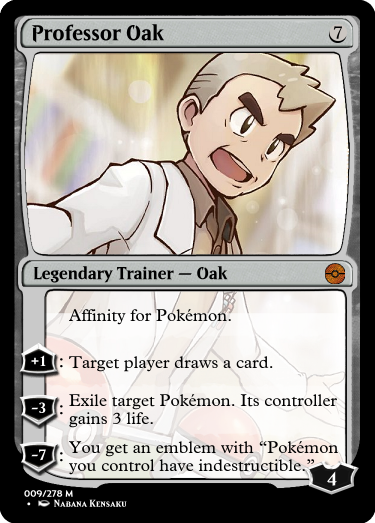 Professor Oak 7
Legendary Trainer — Oak
Affinity for Pokémon.
+1: Target player draws a card.
-3: Exile target Pokémon. Its controller
gains 3 life.
-7: You get an emblem with “Pokémon
you control have indestructible.”
4
009/278 M
• Nabana Kensaku